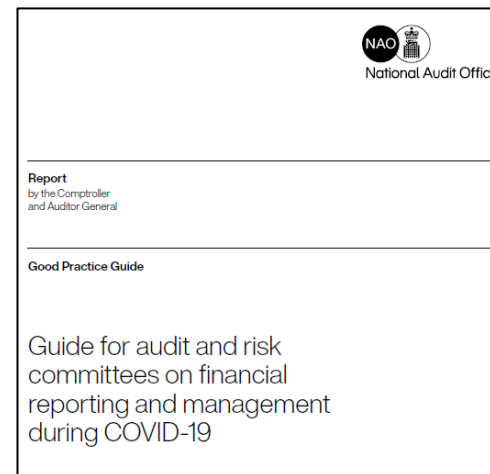 NAO
National Audit Offic
Report
by the Comptroller
and Auditor General
Good Practice Guide
Guide for audit and risk
committees on financial
reporting and management
during COVID-19